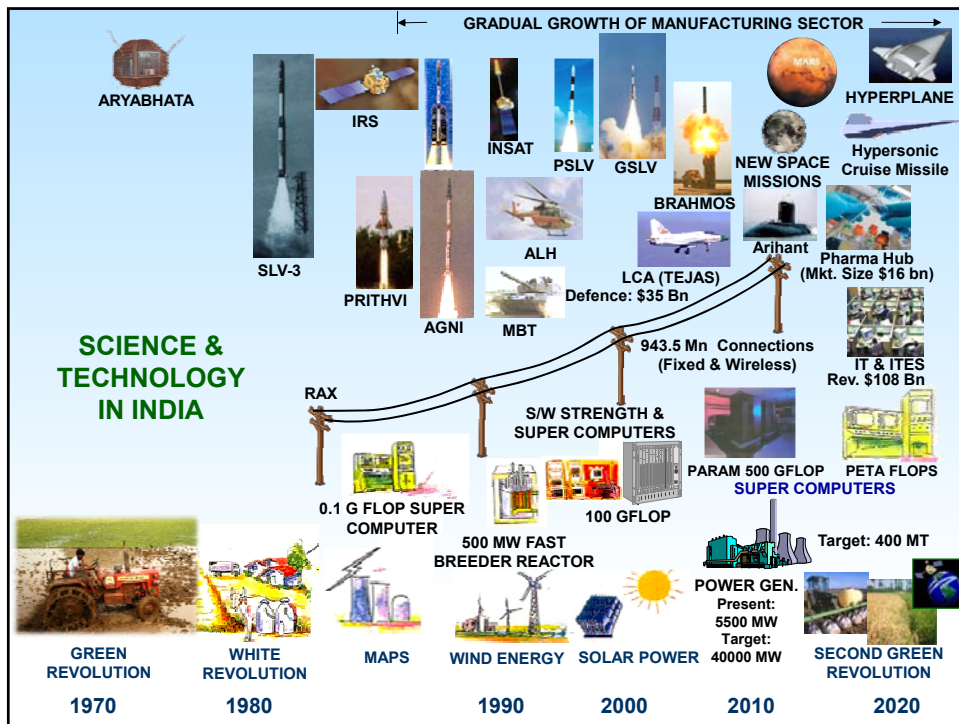 GRADUAL GROWTH OF MANUFACTURING SECTOR
MARS
ARYABHATA
IRS
HYPERPLANE
INSAT
PSLV
GSLV
NEW SPACE
MISSIONS
Hypersonic
Cruise Missile
BRAHMOS
SLV-3
PRITHVI
AGNI
ALH
MBT
LCA (TEJAS)
Defence: $35 Bn
Arihant
Pharma Hub
(Mkt. Size $16 bn)
SCIENCE &
TECHNOLOGY
IN INDIA
943.5 Mn Connections
(Fixed & Wireless)
IT & ITES
Rev. $108 Bn
RAX
S/W STRENGTH &
SUPER COMPUTERS
0.1 G FLOP SUPER
COMPUTER
100 GFLOP
PARAM 500 GFLOP
PETA FLOPS
SUPER COMPUTERS
500 MW FAST
BREEDER REACTOR
Target: 400 MT
POWER GEN.
Present:
5500 MW
Target:
40000 MW
GREEN
REVOLUTION
WHITE
REVOLUTION
MAPS
WIND ENERGY
SOLAR POWER
SECOND GREEN
REVOLUTION
1970
1980
1990
2000
2010
2020